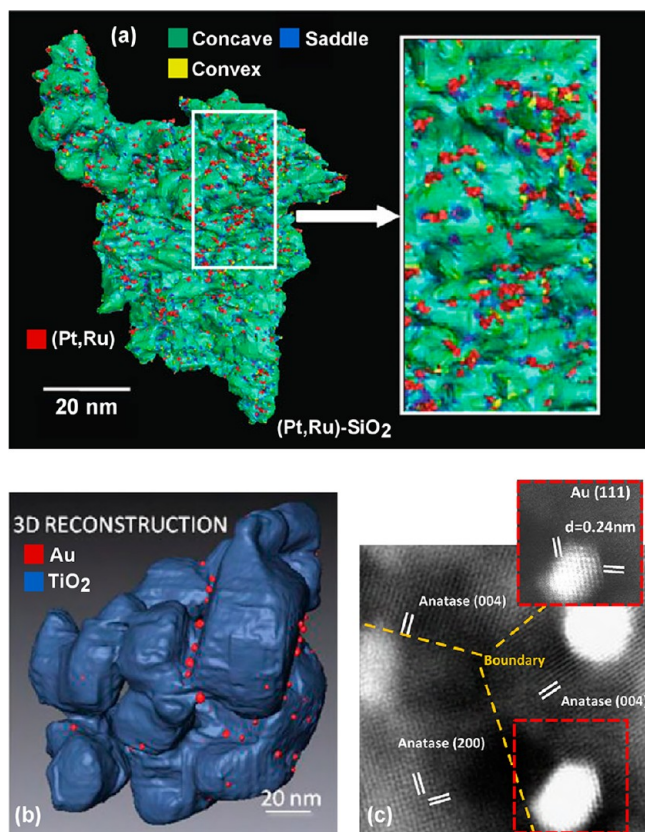 (a)
Concave
Saddle
Convex
(Pt,Ru)
20 nm
(Pt,Ru)-SiO₂
3D RECONSTRUCTION
Au
TiO₂
20 nm
(b)
Au (111)
d=0.24nm
Anatase (004)
Boundary
Anatase (004)
Anatase (200)
(c)